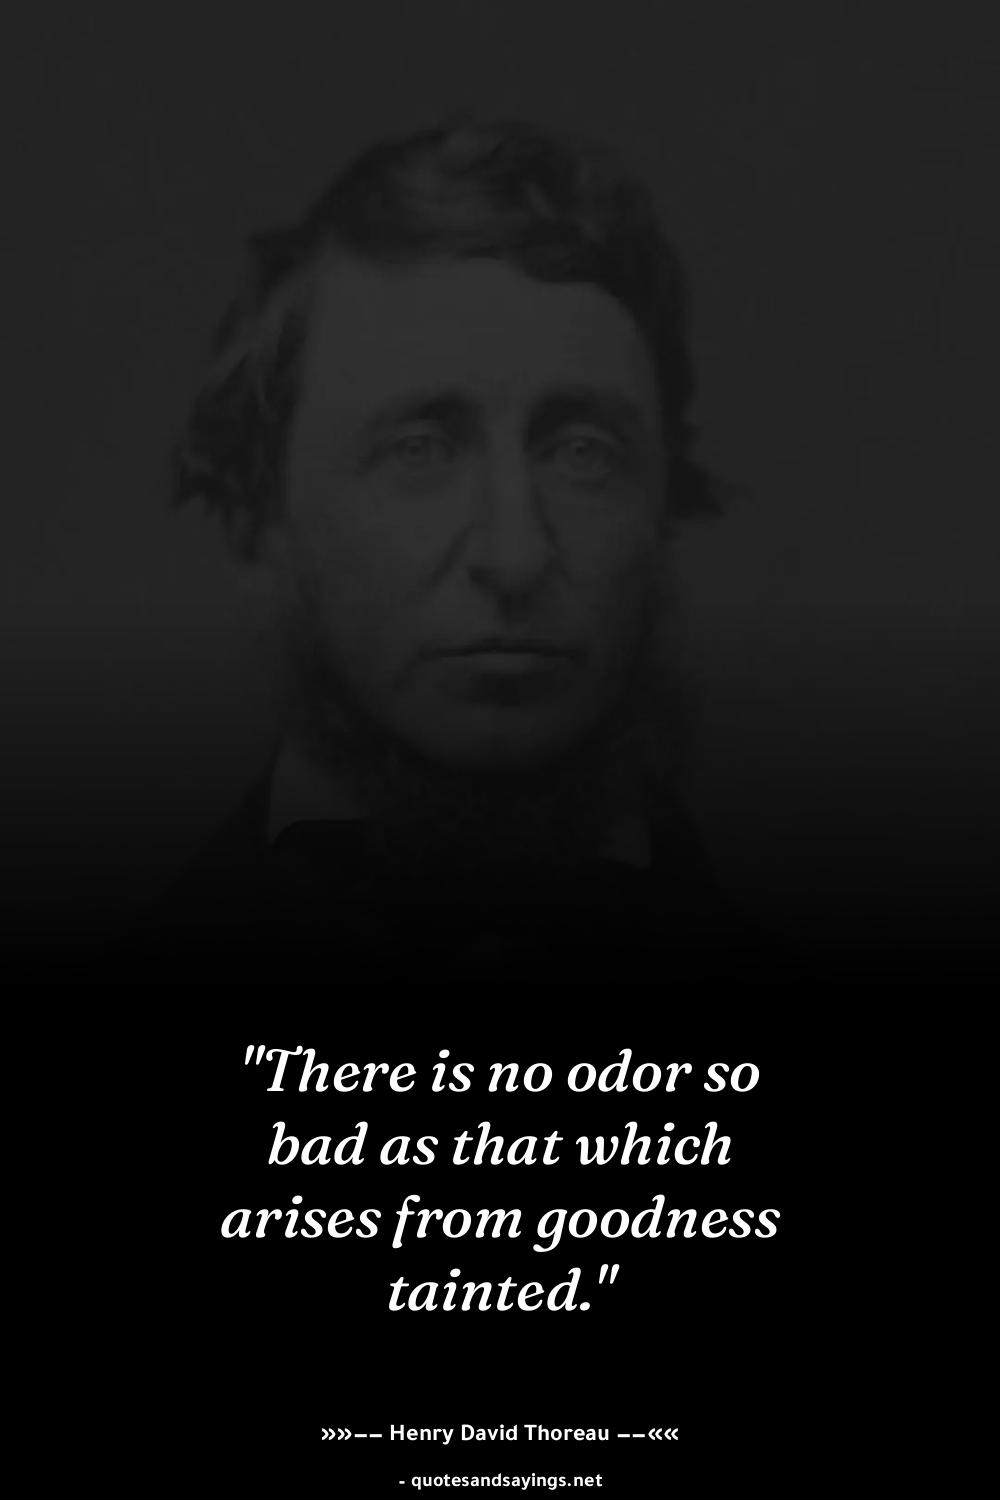 "There is no odor so
bad as that which
arises from goodness
tainted."
»»—— Henry David Thoreau ——««
- quotesandsayings.net